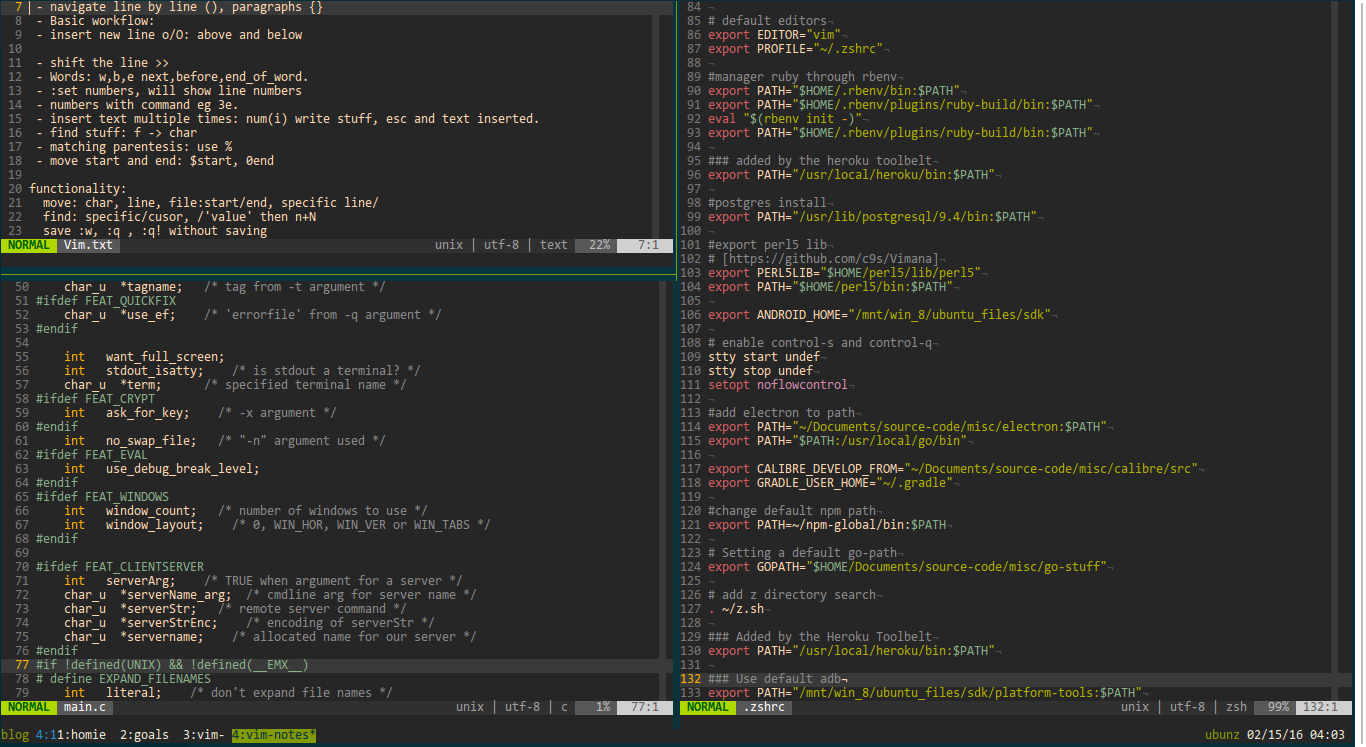 7 - navigate line by line (), paragraphs {}
8 - Basic workflow:
9 - insert new line o/O: above and below
10
11 - shift the line >>
12 - Words: w,b,e next,before,end_of_word.
13 - :set numbers, will show line numbers
14 - numbers with command eg 3e.
15 - insert text multiple times: num(i) write stuff, esc and text inserted.
16 - find stuff: f -> char
17 - matching parentesis: use %
18 - move start and end: $start, 0end
19
20 functionality:
21 move: char, line, file:start/end, specific line/
22 find: specific/cusor, /'value' then n+N
23 save :w, :q , :q! without saving
NORMAL Vim.txt unix | utf-8 | text 22% 7:1
50 char_u *tagname; /* tag from -t argument */
51 #ifdef FEAT_QUICKFIX
52 char_u *use_ef; /* 'errorfile' from -q argument */
53 #endif
54
55 int want_full_screen;
56 int stdout_isatty; /* is stdout a terminal? */
57 char_u *term; /* specified terminal name */
58 #ifdef FEAT_CRYPT
59 int ask_for_key; /* -x argument */
60 #endif
61 int no_swap_file; /* "-n" argument used */
62 #ifdef FEAT_EVAL
63 int use_debug_break_level;
64 #endif
65 #ifdef FEAT_WINDOWS
66 int window_count; /* number of windows to use */
67 int window_layout; /* 0, WIN_HOR, WIN_VER or WIN_TABS */
68 #endif
69
70 #ifdef FEAT_CLIENTSERVER
71 int serverArg; /* TRUE when argument for a server */
72 char_u *serverName_arg; /* cmdline arg for server name */
73 char_u *serverStr; /* remote server command */
74 char_u *serverStrEnc; /* encoding of serverStr */
75 char_u *servername; /* allocated name for our server */
76 #endif
77 #if !defined(UNIX) && !defined(__EMX__)
78 # define EXPAND_FILENAMES
79 int literal; /* don't expand file names */
NORMAL main.c unix | utf-8 | c 1% 77:1
84 ¬
85 # default editors¬
86 export EDITOR="vim"¬
87 export PROFILE="~/.zshrc"¬
88 ¬
89 #manager ruby through rbenv¬
90 export PATH="$HOME/.rbenv/bin:$PATH"¬
91 export PATH="$HOME/.rbenv/plugins/ruby-build/bin:$PATH"¬
92 eval "$(rbenv init -)"¬
93 export PATH="$HOME/.rbenv/plugins/ruby-build/bin:$PATH"¬
94 ¬
95 ### added by the heroku toolbelt¬
96 export PATH="/usr/local/heroku/bin:$PATH"¬
97 ¬
98 #postgres install¬
99 export PATH="/usr/lib/postgresql/9.4/bin:$PATH"¬
100 ¬
101 #export perl5 lib¬
102 # [https://github.com/c9s/Vimana]¬
103 export PERL5LIB="$HOME/perl5/lib/perl5"¬
104 export PATH="$HOME/perl5/bin:$PATH"¬
105 ¬
106 export ANDROID_HOME="/mnt/win_8/ubuntu_files/sdk"¬
107 ¬
108 # enable control-s and control-q¬
109 stty start undef¬
110 stty stop undef¬
111 setopt noflowcontrol¬
112 ¬
113 #add electron to path¬
114 export PATH="~/Documents/source-code/misc/electron:$PATH"¬
115 export PATH="$PATH:/usr/local/go/bin"¬
116 ¬
117 export CALIBRE_DEVELOP_FROM="~/Documents/source-code/misc/calibre/src"¬
118 export GRADLE_USER_HOME="~/.gradle"¬
119 ¬
120 #change default npm path¬
121 export PATH=~/npm-global/bin:$PATH¬
122 ¬
123 # Setting a default go-path¬
124 export GOPATH="$HOME/Documents/source-code/misc/go-stuff"¬
125 ¬
126 # add z directory search¬
127 . ~/z.sh¬
128 ¬
129 ### Added by the Heroku Toolbelt¬
130 export PATH="/usr/local/heroku/bin:$PATH"¬
131 ¬
132 ### Use default adb¬
133 export PATH="/mnt/win_8/ubuntu_files/sdk/platform-tools:$PATH"¬
NORMAL .zshrc unix | utf-8 | zsh 99% 132:1
blog 4:11:homie 2:goals 3:vim- 4:vim-notes* ubunz 02/15/16 04:03